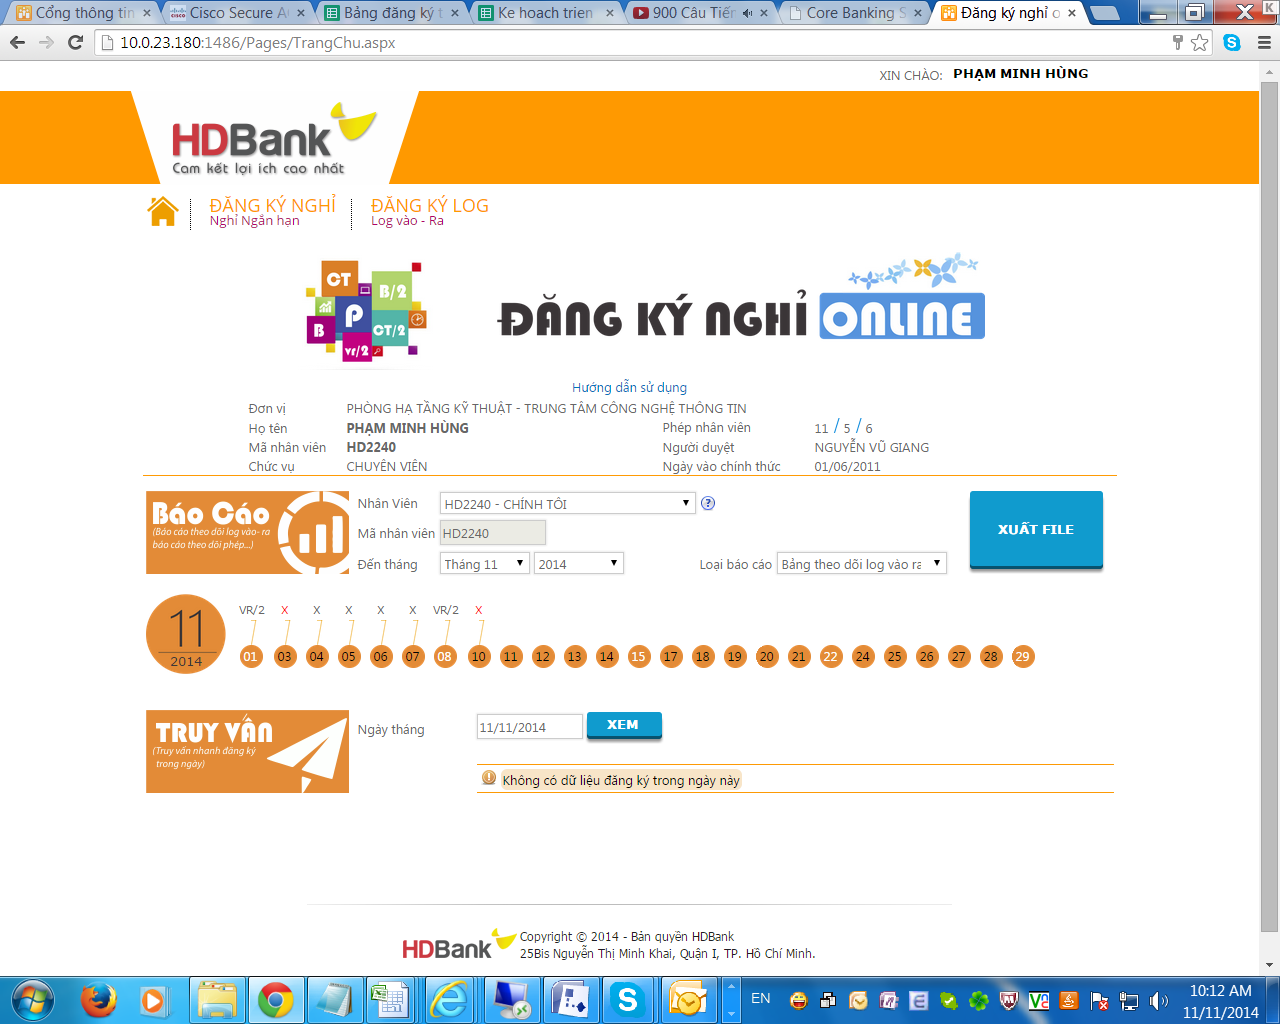 Cổng thông tin
Cisco Secure A
Bảng đăng ký t
Ke hoach trien
900 Câu Tiến
Core Banking S
Đăng ký nghỉ o
10.0.23.180:1486/Pages/TrangChu.aspx
XIN CHÀO: PHẠM MINH HÙNG
HDBank
Cam kết lợi ích cao nhất
ĐĂNG KÝ NGHỈ
Nghỉ Ngắn hạn
ĐĂNG KÝ LOG
Log vào - Ra
CT
B/2
P
B
CT/2
vr/2
ĐĂNG KÝ NGHỈ ONLINE
Hướng dẫn sử dụng
Đơn vị PHÒNG HẠ TẦNG KỸ THUẬT - TRUNG TÂM CÔNG NGHỆ THÔNG TIN
Họ tên PHẠM MINH HÙNG Phép nhân viên 11 / 5 / 6
Mã nhân viên HD2240 Người duyệt NGUYỄN VŨ GIANG
Chức vụ CHUYÊN VIÊN Ngày vào chính thức 01/06/2011
Báo Cáo
(Báo cáo theo dõi log vào- ra
báo cáo theo dõi phép...)
Nhân Viên HD2240 - CHÍNH TÔI
Mã nhân viên HD2240
Đến tháng Tháng 11 2014 Loại báo cáo Bảng theo dõi log vào ra
XUẤT FILE
11
2014
VR/2 X X X X X VR/2 X
01 03 04 05 06 07 08 10 11 12 13 14 15 17 18 19 20 21 22 24 25 26 27 28 29
TRUY VẤN
(Truy vấn nhanh đăng ký
trong ngày)
Ngày tháng 11/11/2014 XEM
Không có dữ liệu đăng ký trong ngày này
HDBank
Copyright © 2014 - Bản quyền HDBank
25Bis Nguyễn Thị Minh Khai, Quận I, TP. Hồ Chí Minh.
EN
10:12 AM
11/11/2014